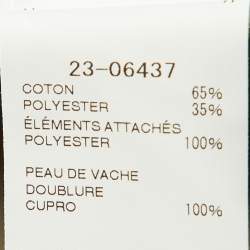 23-06437
COTON 65%
POLYESTER 35%
ÉLÉMENTS ATTACHÉS
POLYESTER 100%
PEAU DE VACHE
DOUBLURE
CUPRO 100%